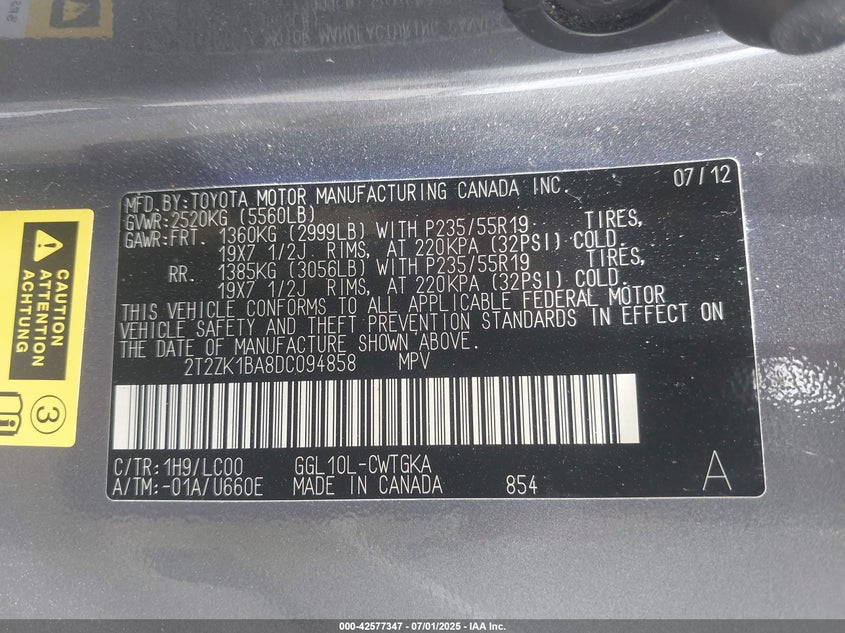 MFD.BY:TOYOTA MOTOR MANUFACTURING CANADA INC. 07/12
GVWR:2520KG (5560LB)
GAWR:FRT. 1360KG (2999LB) WITH P235/55R19 TIRES,
19X7 1/2J RIMS, AT 220KPA (32PSI) COLD.
RR. 1385KG (3056LB) WITH P235/55R19 TIRES,
19X7 1/2J RIMS, AT 220KPA (32PSI) COLD.
THIS VEHICLE CONFORMS TO ALL APPLICABLE FEDERAL MOTOR
VEHICLE SAFETY AND THEFT PREVENTION STANDARDS IN EFFECT ON
THE DATE OF MANUFACTURE SHOWN ABOVE.
2T2ZK1BA8DC094858 MPV
C/TR:1H9/LC00 GGL10L-CWTGKA
A/TM:-01A/U660E MADE IN CANADA 854 A
CAUTION
ATTENTION
ACHTUNG
3
000-42577347 - 07/01/2025 - IAA Inc.